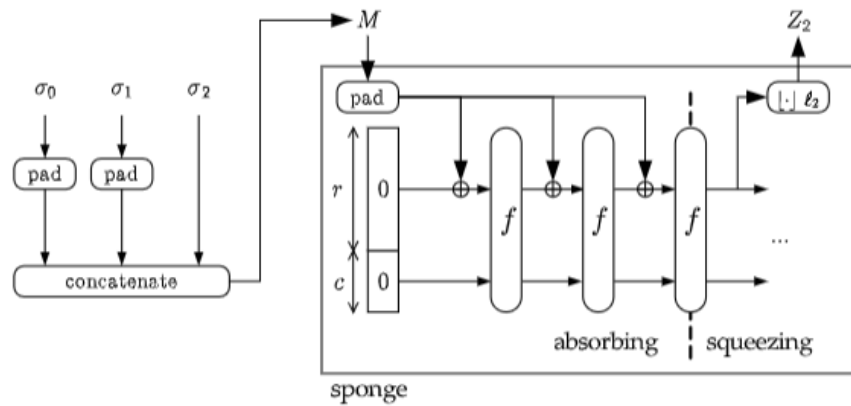 M
Z₂
σ₀ σ₁ σ₂
pad
⌊·⌋ ℓ₂
pad pad
r
0
f f f
...
concatenate
c
0
absorbing
squeezing
sponge